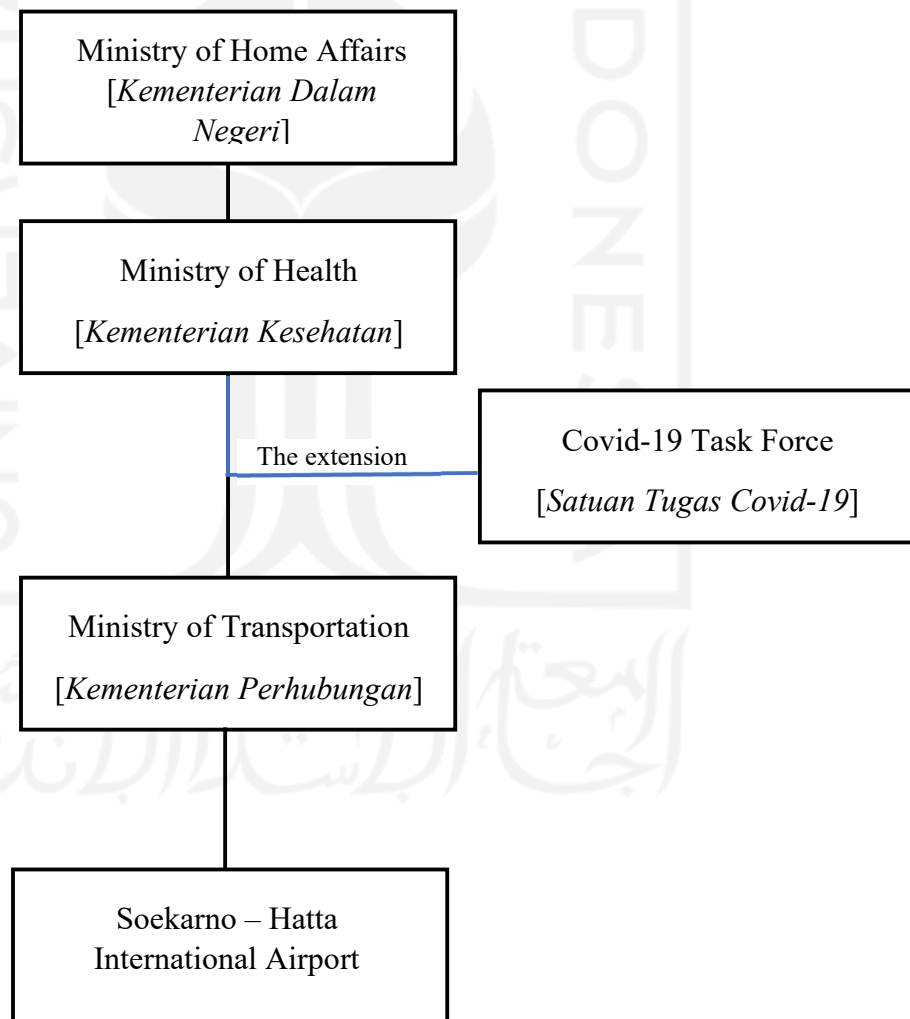 Ministry of Home Affairs
[Kementerian Dalam
Negeri]
Ministry of Health
[Kementerian Kesehatan]
The extension
Covid-19 Task Force
[Satuan Tugas Covid-19]
Ministry of Transportation
[Kementerian Perhubungan]
Soekarno – Hatta
International Airport